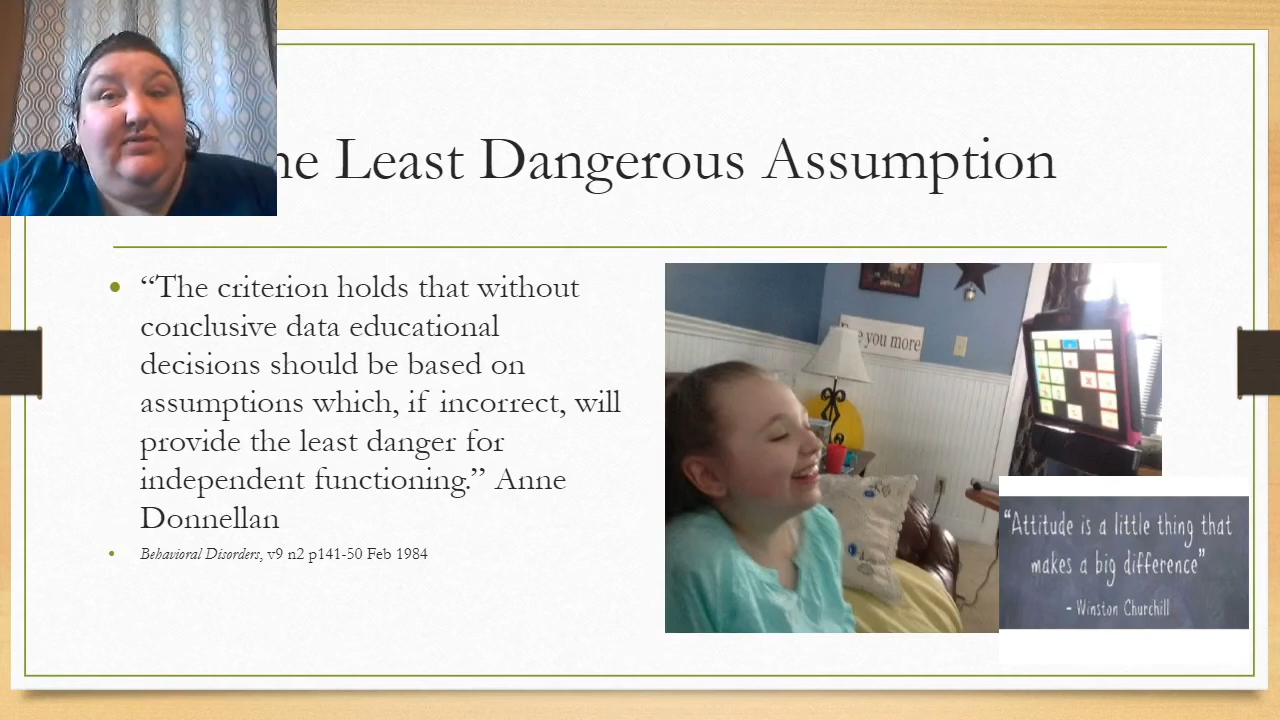 he Least Dangerous Assumption
• “The criterion holds that without
conclusive data educational
decisions should be based on
assumptions which, if incorrect, will
provide the least danger for
independent functioning.” Anne
Donnellan
• Behavioral Disorders, v9 n2 p141-50 Feb 1984
you more
“Attitude is a little thing that
makes a big difference”
- Winston Churchill